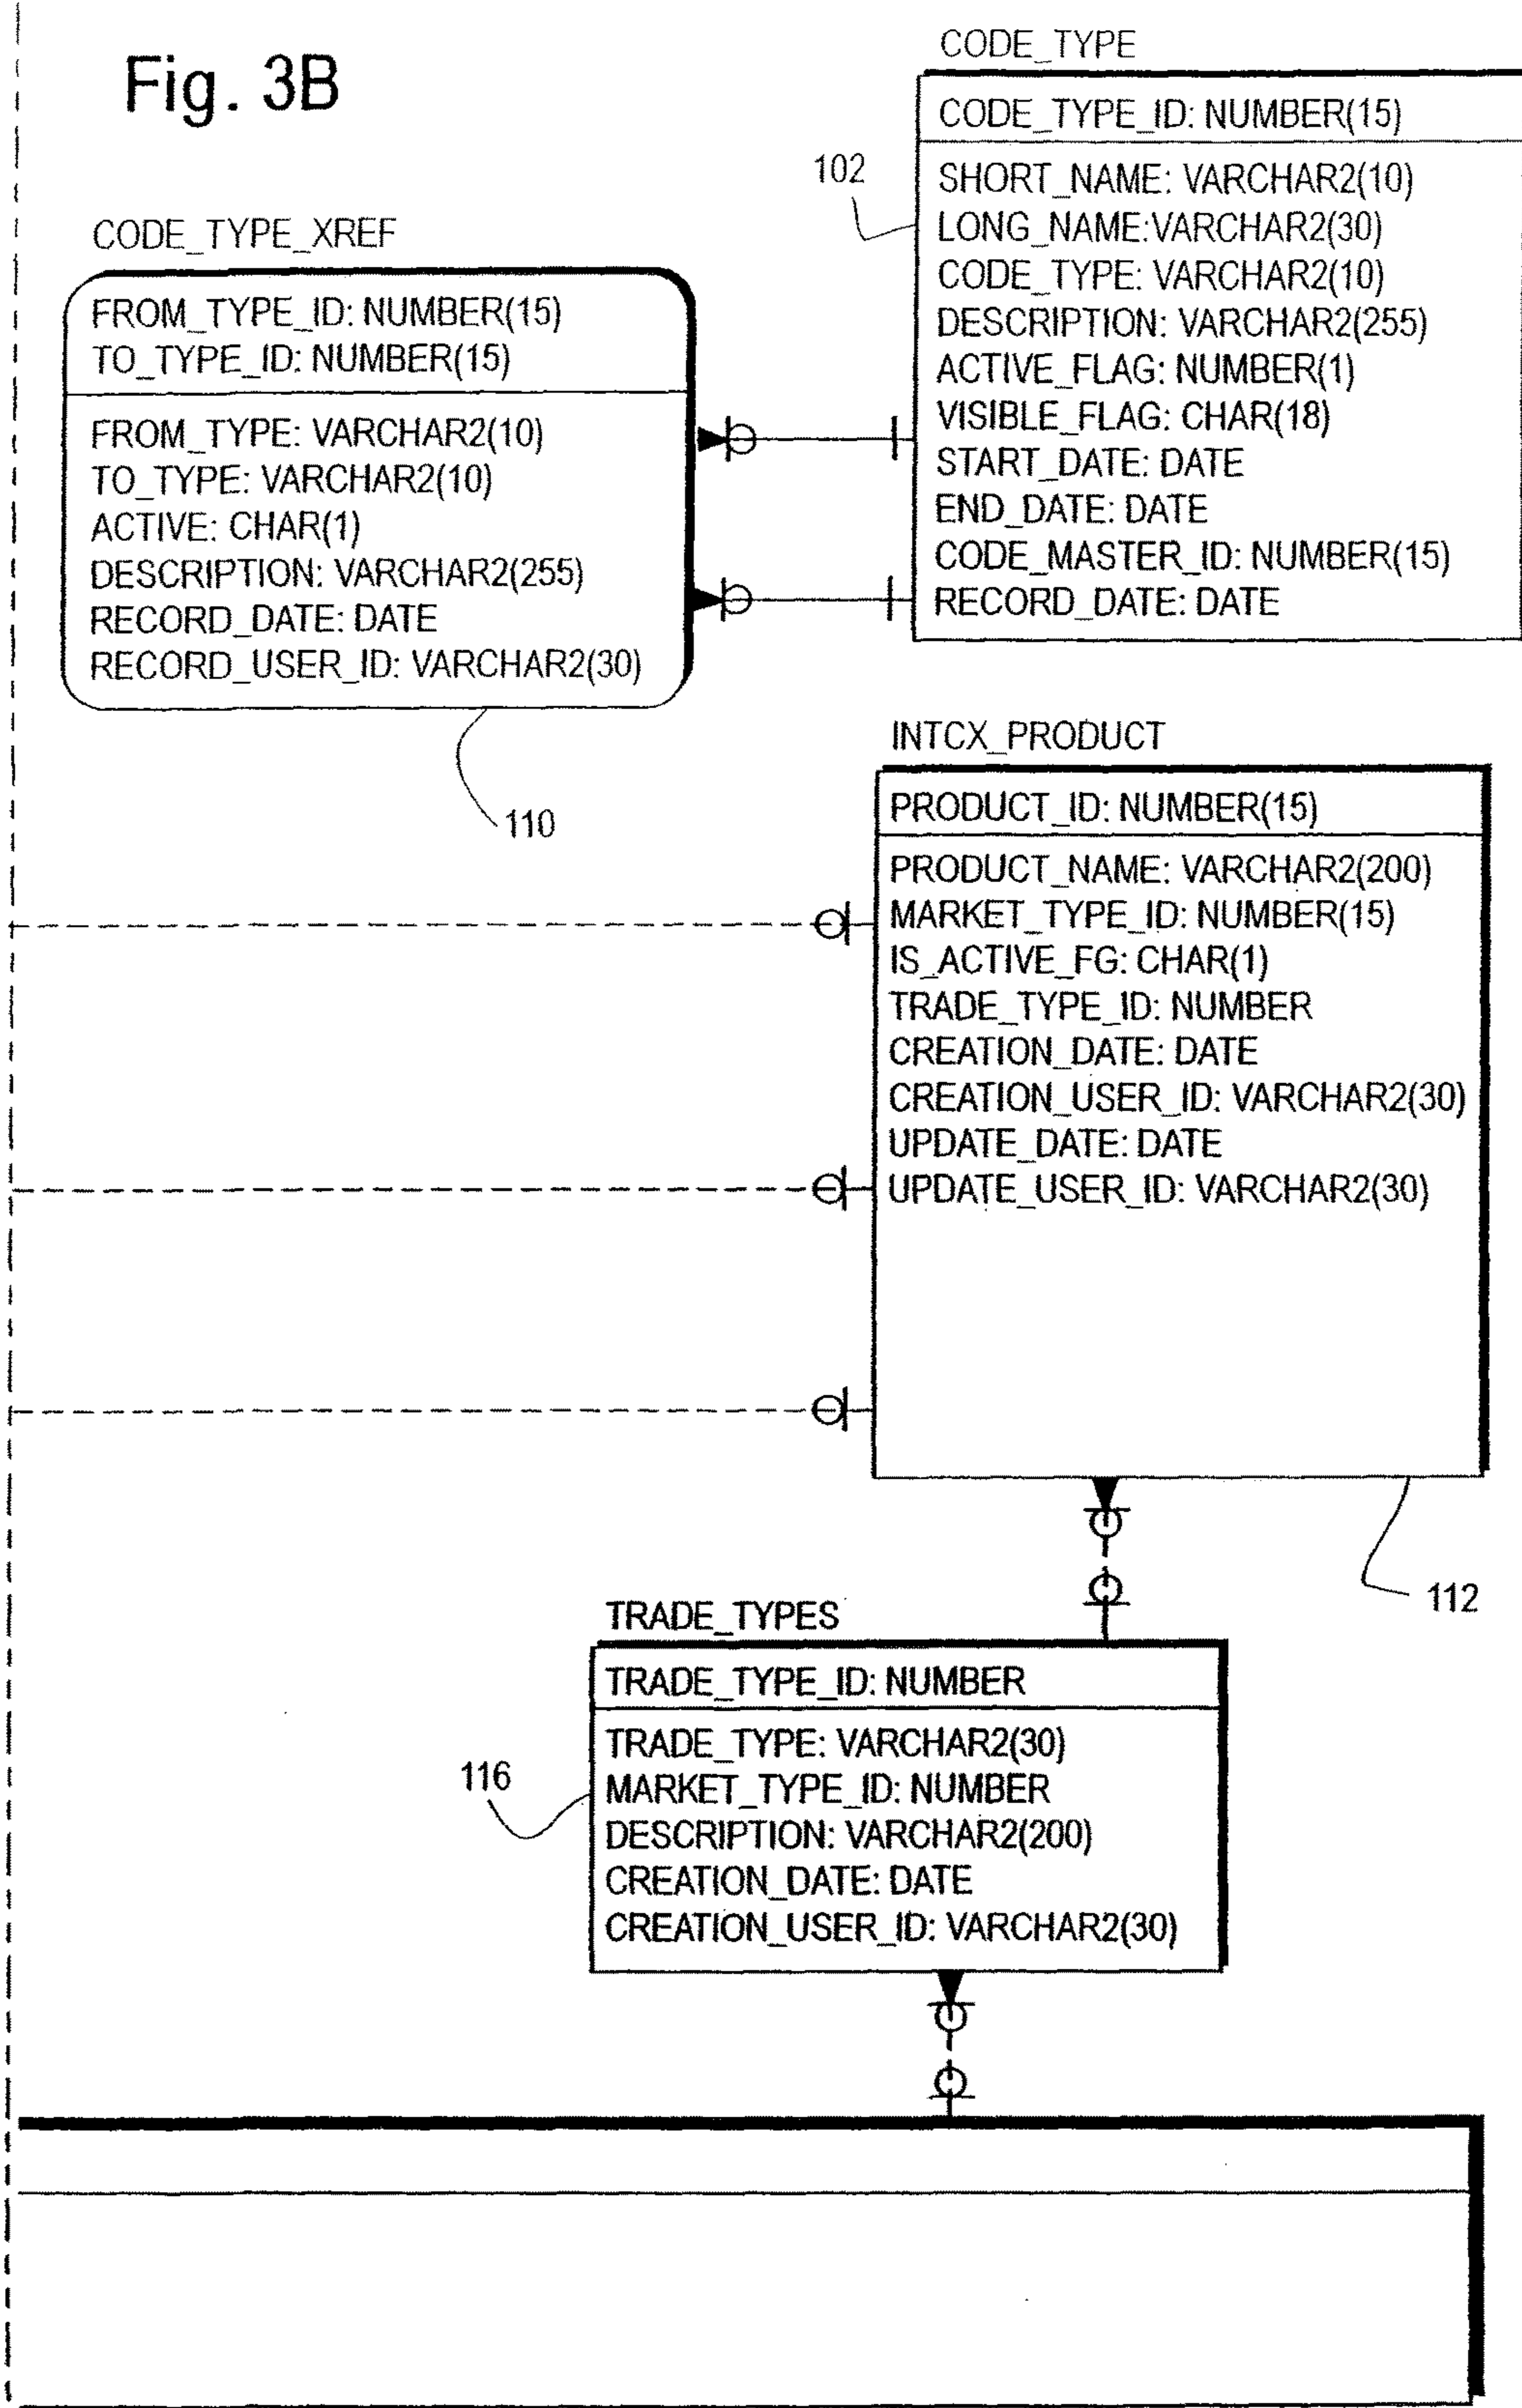 Fig. 3B
CODE_TYPE
CODE_TYPE_ID: NUMBER(15)
SHORT_NAME: VARCHAR2(10)
LONG_NAME:VARCHAR2(30)
CODE_TYPE: VARCHAR2(10)
DESCRIPTION: VARCHAR2(255)
ACTIVE_FLAG: NUMBER(1)
VISIBLE_FLAG: CHAR(18)
START_DATE: DATE
END_DATE: DATE
CODE_MASTER_ID: NUMBER(15)
RECORD_DATE: DATE
102
CODE_TYPE_XREF
FROM_TYPE_ID: NUMBER(15)
TO_TYPE_ID: NUMBER(15)
FROM_TYPE: VARCHAR2(10)
TO_TYPE: VARCHAR2(10)
ACTIVE: CHAR(1)
DESCRIPTION: VARCHAR2(255)
RECORD_DATE: DATE
RECORD_USER_ID: VARCHAR2(30)
110
INTCX_PRODUCT
PRODUCT_ID: NUMBER(15)
PRODUCT_NAME: VARCHAR2(200)
MARKET_TYPE_ID: NUMBER(15)
IS_ACTIVE_FG: CHAR(1)
TRADE_TYPE_ID: NUMBER
CREATION_DATE: DATE
CREATION_USER_ID: VARCHAR2(30)
UPDATE_DATE: DATE
UPDATE_USER_ID: VARCHAR2(30)
112
TRADE_TYPES
TRADE_TYPE_ID: NUMBER
TRADE_TYPE: VARCHAR2(30)
MARKET_TYPE_ID: NUMBER
DESCRIPTION: VARCHAR2(200)
CREATION_DATE: DATE
CREATION_USER_ID: VARCHAR2(30)
116